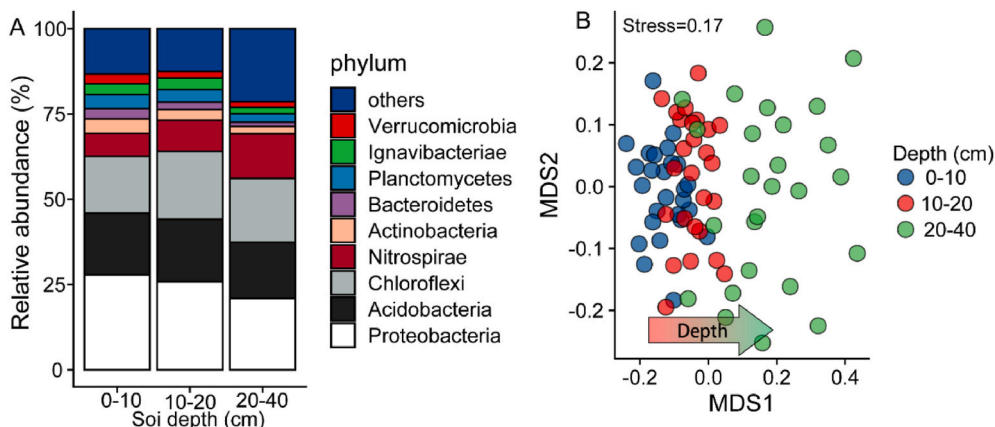 A
Relative abundance (%)
100
75
50
25
0
0-10
10-20
20-40
Soi depth (cm)
phylum
others
Verrucomicrobia
Ignavibacteriae
Planctomycetes
Bacteroidetes
Actinobacteria
Nitrospirae
Chloroflexi
Acidobacteria
Proteobacteria
B
Stress=0.17
MDS2
0.2
0.1
0.0
-0.1
-0.2
Depth
-0.2
0.0
0.2
0.4
MDS1
Depth (cm)
0-10
10-20
20-40